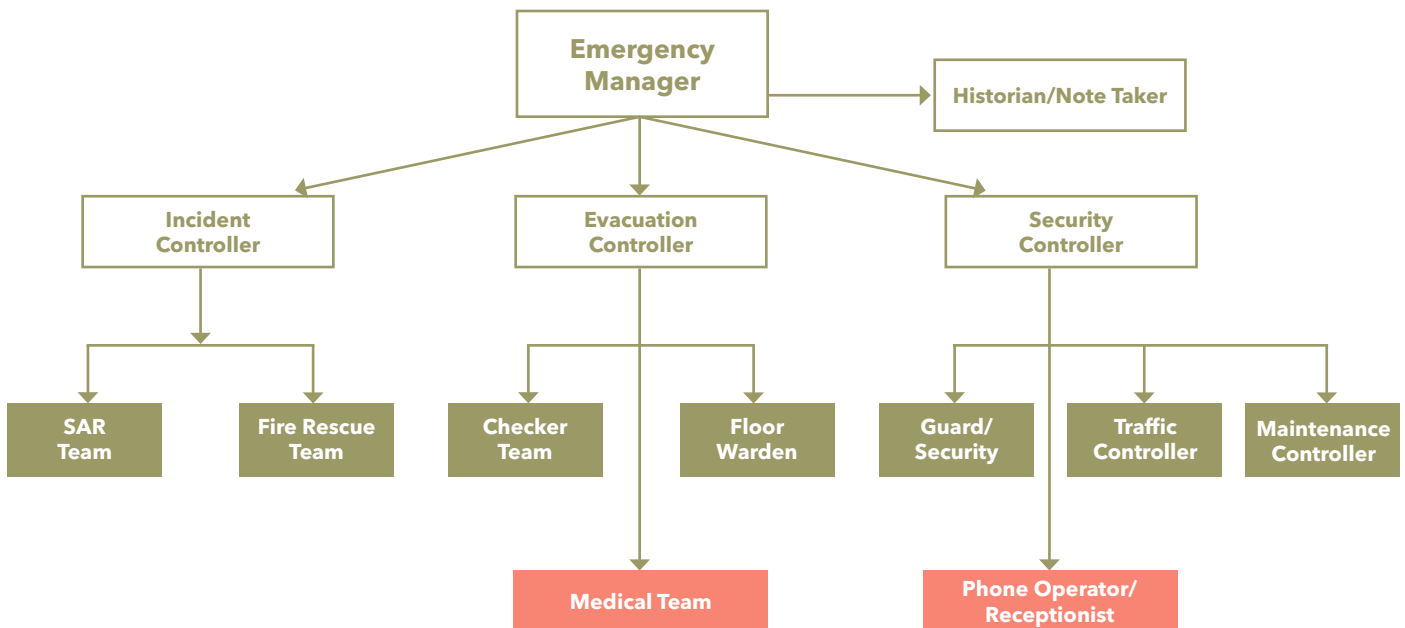 Emergency
Manager
Historian/Note Taker
Incident
Controller
Evacuation
Controller
Security
Controller
SAR
Team
Fire Rescue
Team
Checker
Team
Floor
Warden
Guard/
Security
Traffic
Controller
Maintenance
Controller
Medical Team
Phone Operator/
Receptionist